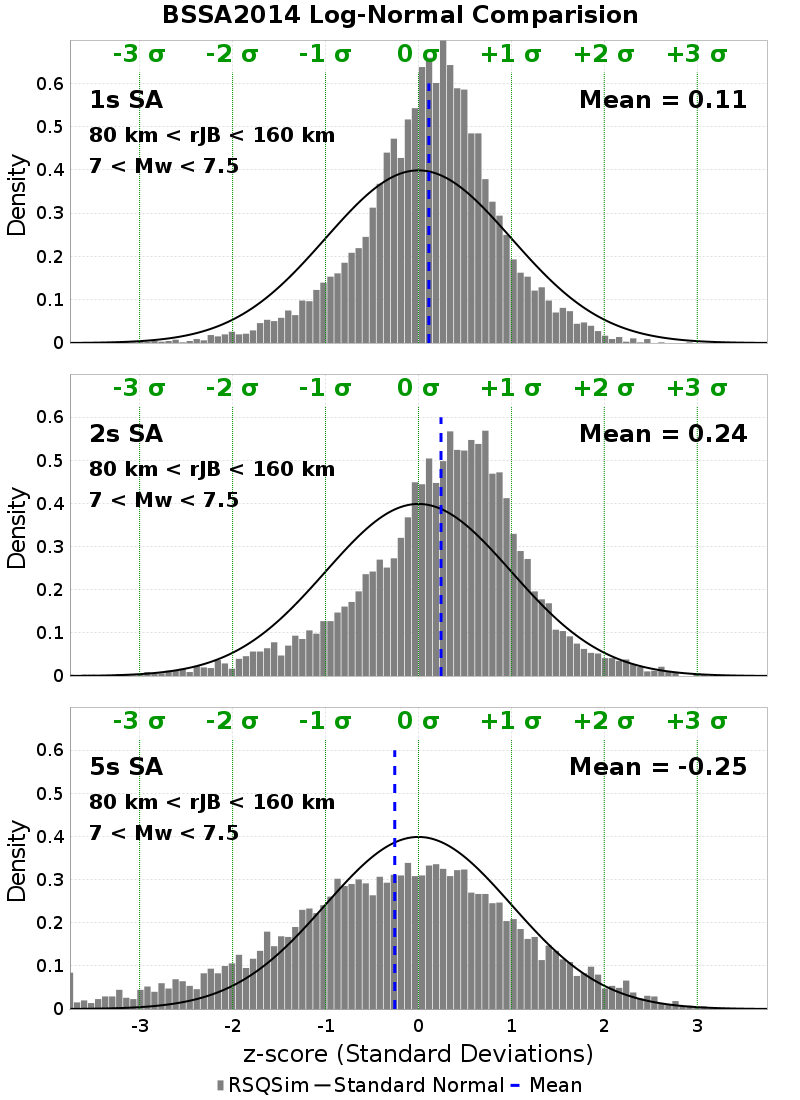 BSSA2014 Log-Normal Comparision
-3 σ -2 σ -1 σ 0 σ +1 σ +2 σ +3 σ
1s SA
Mean = 0.11
80 km < rJB < 160 km
7 < Mw < 7.5
Density
0.6
0.5
0.4
0.3
0.2
0.1
0
-3 σ -2 σ -1 σ 0 σ +1 σ +2 σ +3 σ
2s SA
Mean = 0.24
80 km < rJB < 160 km
7 < Mw < 7.5
Density
0.6
0.5
0.4
0.3
0.2
0.1
0
-3 σ -2 σ -1 σ 0 σ +1 σ +2 σ +3 σ
5s SA
Mean = -0.25
80 km < rJB < 160 km
7 < Mw < 7.5
Density
0.6
0.5
0.4
0.3
0.2
0.1
0
-3 -2 -1 0 1 2 3
z-score (Standard Deviations)
RSQSim Standard Normal Mean